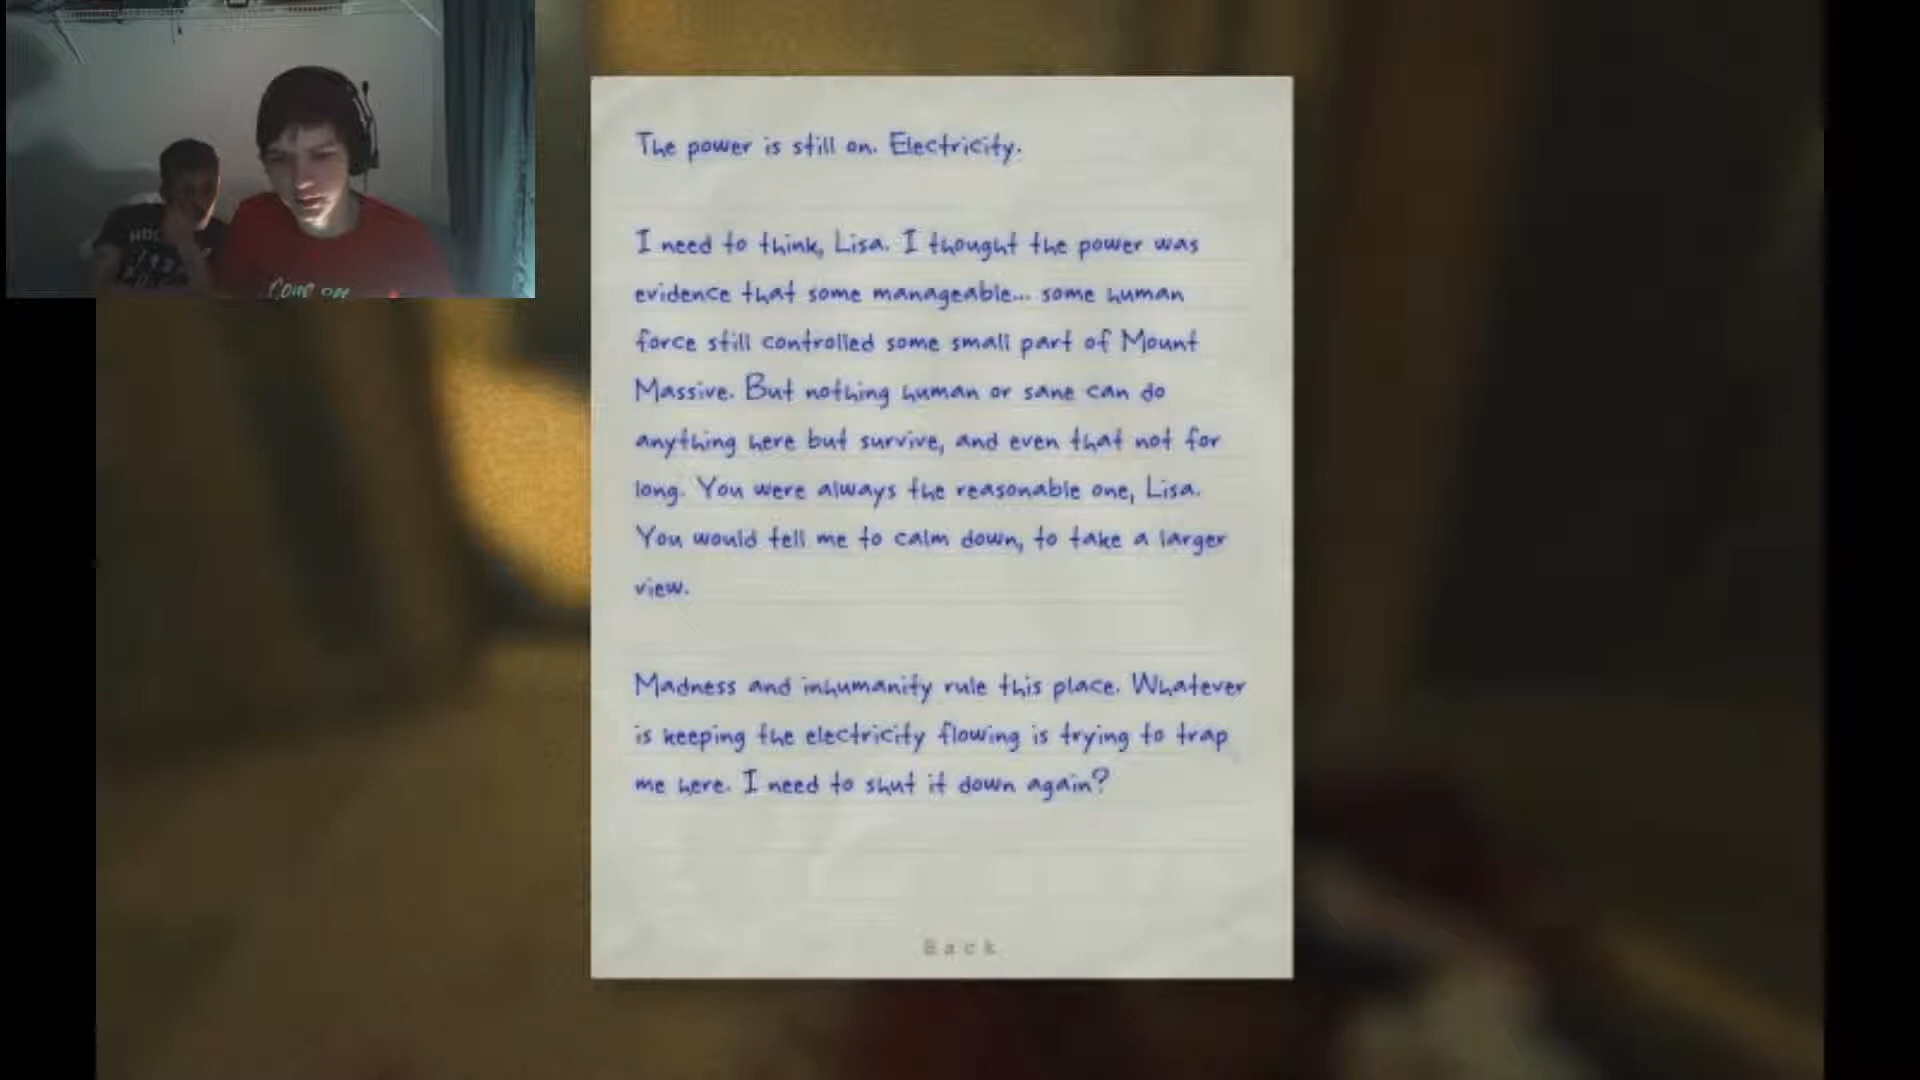 The power is still on. Electricity.
I need to think, Lisa. I thought the power was
evidence that some manageable... some human
force still controlled some small part of Mount
Massive. But nothing human or sane can do
anything here but survive, and even that not for
long. You were always the reasonable one, Lisa.
You would tell me to calm down, to take a larger
view.
Madness and inhumanity rule this place. Whatever
is keeping the electricity flowing is trying to trap
me here. I need to shut it down again?
Back